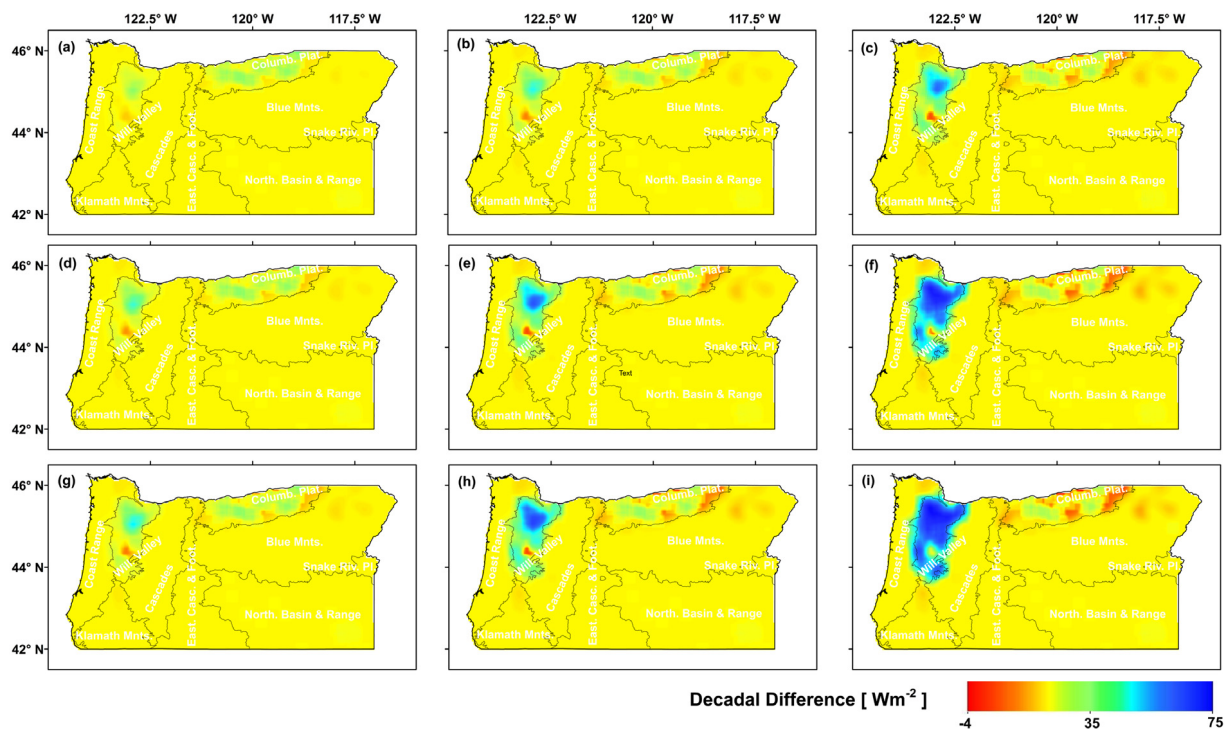 122.5° W 120° W 117.5° W 122.5° W 120° W 117.5° W 122.5° W 120° W 117.5° W
46° N
44° N
42° N
(a)
Coast Range
Will. Valley
Cascades
East. Casc. & Foot.
Columb. Plat.
Blue Mnts.
Snake Riv. Pl.
North. Basin & Range
Klamath Mnts.
(b)
Coast Range
Will. Valley
Cascades
East. Casc. & Foot.
Columb. Plat.
Blue Mnts.
Snake Riv. Pl.
North. Basin & Range
Klamath Mnts.
(c)
Coast Range
Will. Valley
Cascades
East. Casc. & Foot.
Columb. Plat.
Blue Mnts.
Snake Riv. Pl.
North. Basin & Range
Klamath Mnts.
46° N
44° N
42° N
(d)
Coast Range
Will. Valley
Cascades
East. Casc. & Foot.
Columb. Plat.
Blue Mnts.
Snake Riv. Pl.
North. Basin & Range
Klamath Mnts.
(e)
Coast Range
Will. Valley
Cascades
East. Casc. & Foot.
Columb. Plat.
Blue Mnts.
Snake Riv. Pl.
Text
North. Basin & Range
Klamath Mnts.
(f)
Coast Range
Will. Valley
Cascades
East. Casc. & Foot.
Columb. Plat.
Blue Mnts.
Snake Riv. Pl.
North. Basin & Range
Klamath Mnts.
46° N
44° N
42° N
(g)
Coast Range
Will. Valley
Cascades
East. Casc. & Foot.
Columb. Plat.
Blue Mnts.
Snake Riv. Pl.
North. Basin & Range
Klamath Mnts.
(h)
Coast Range
Will. Valley
Cascades
East. Casc. & Foot.
Columb. Plat.
Blue Mnts.
Snake Riv. Pl.
North. Basin & Range
Klamath Mnts.
(i)
Coast Range
Will. Valley
Cascades
East. Casc. & Foot.
Columb. Plat.
Blue Mnts.
Snake Riv. Pl.
North. Basin & Range
Klamath Mnts.
Decadal Difference [ Wm⁻² ]
-4 35 75